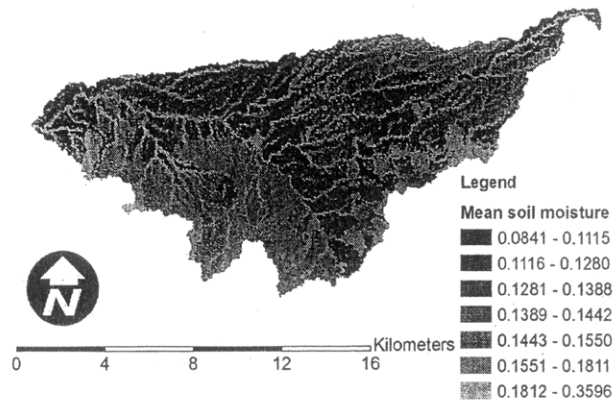 Legend
Mean soil moisture
0.0841 - 0.1115
0.1116 - 0.1280
0.1281 - 0.1388
0.1389 - 0.1442
0.1443 - 0.1550
0.1551 - 0.1811
0.1812 - 0.3596
N
Kilometers
0 4 8 12 16